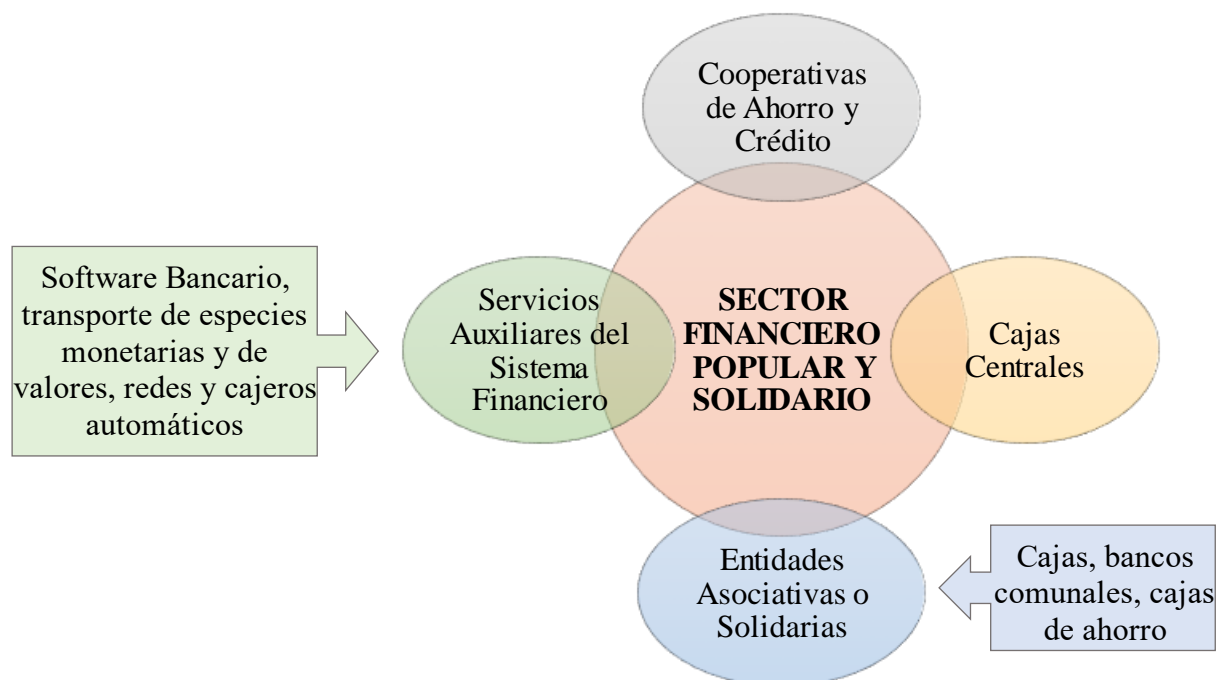 Cooperativas
de Ahorro y
Crédito
Software Bancario,
transporte de especies
monetarias y de
valores, redes y cajeros
automáticos
Servicios
Auxiliares del
Sistema
Financiero
SECTOR
FINANCIERO
POPULAR Y
SOLIDARIO
Cajas
Centrales
Entidades
Asociativas o
Solidarias
Cajas, bancos
comunales, cajas
de ahorro